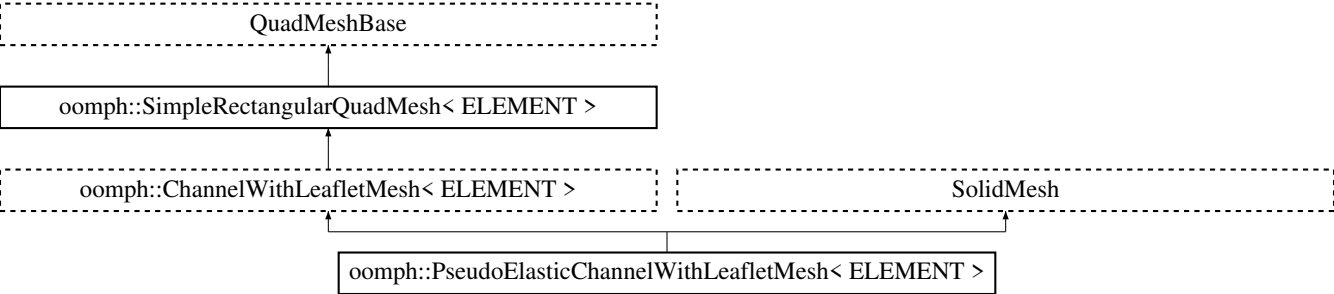 QuadMeshBase
oomph::SimpleRectangularQuadMesh< ELEMENT >
oomph::ChannelWithLeafletMesh< ELEMENT >
SolidMesh
oomph::PseudoElasticChannelWithLeafletMesh< ELEMENT >